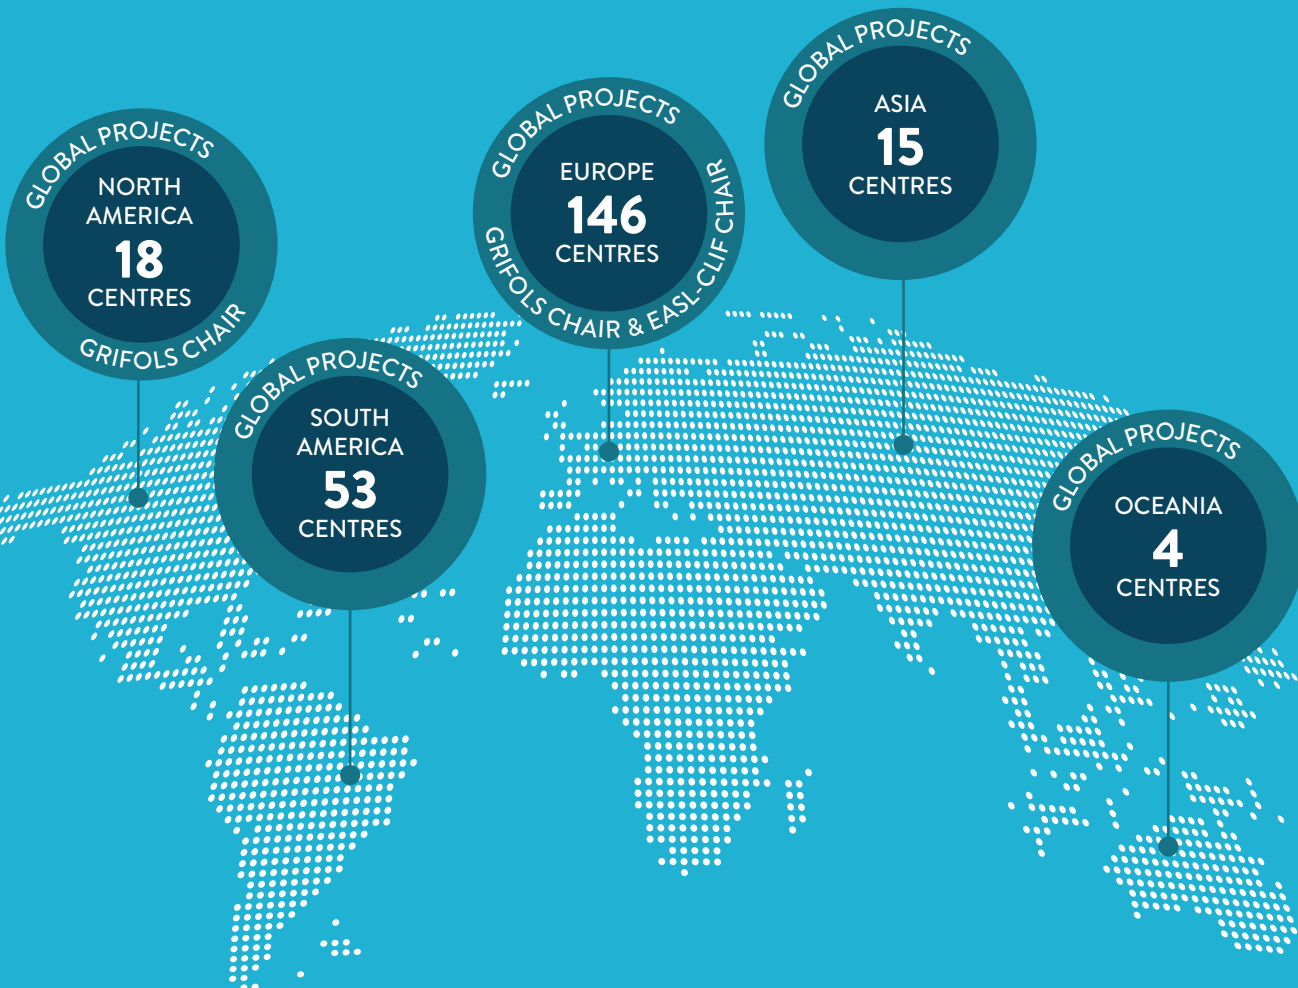 GLOBAL PROJECTS
NORTH
AMERICA
18
CENTRES
GRIFOLS CHAIR
GLOBAL PROJECTS
SOUTH
AMERICA
53
CENTRES
GLOBAL PROJECTS
EUROPE
146
CENTRES
GRIFOLS CHAIR & EASL-CLIF CHAIR
GLOBAL PROJECTS
ASIA
15
CENTRES
GLOBAL PROJECTS
OCEANIA
4
CENTRES